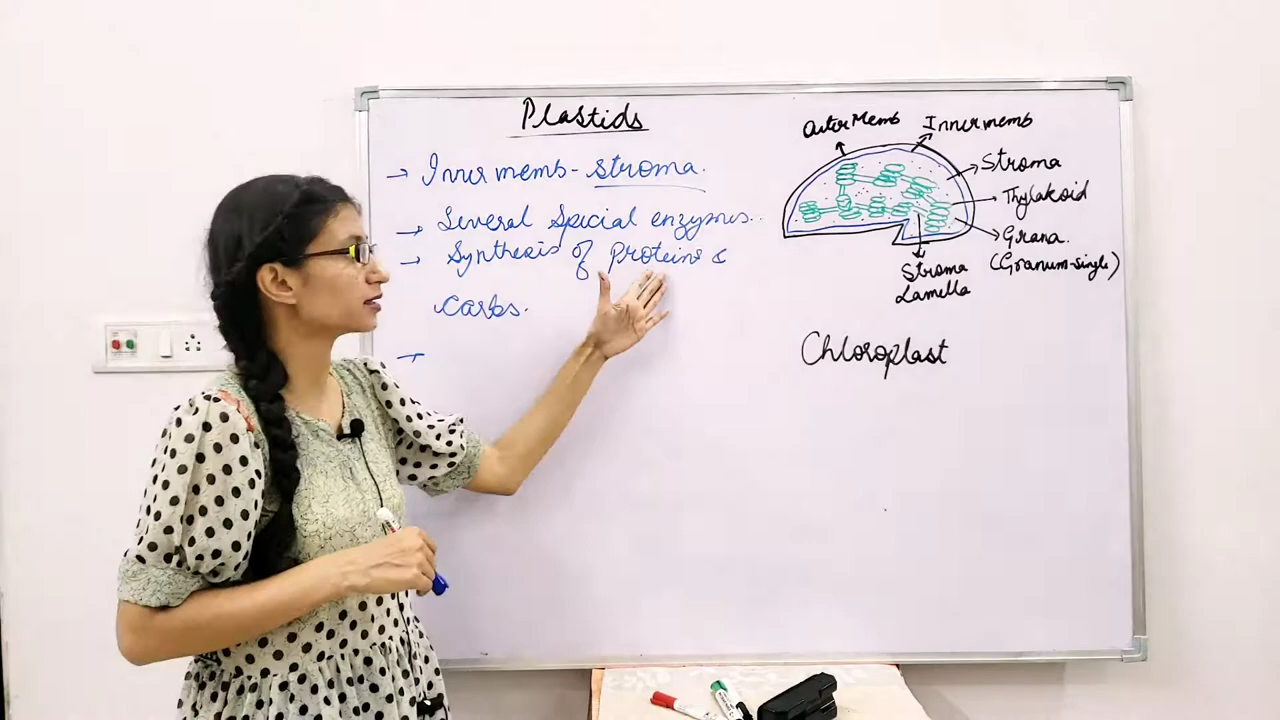 Plastids
→ Inner memb - stroma.
→ Several Special enzymes..
→ Synthesis of proteins &
carbs.
→
Outer Memb
Inner memb
Stroma
Thylakoid
Grana.
(Granum-single)
Stroma
Lamella
Chloroplast